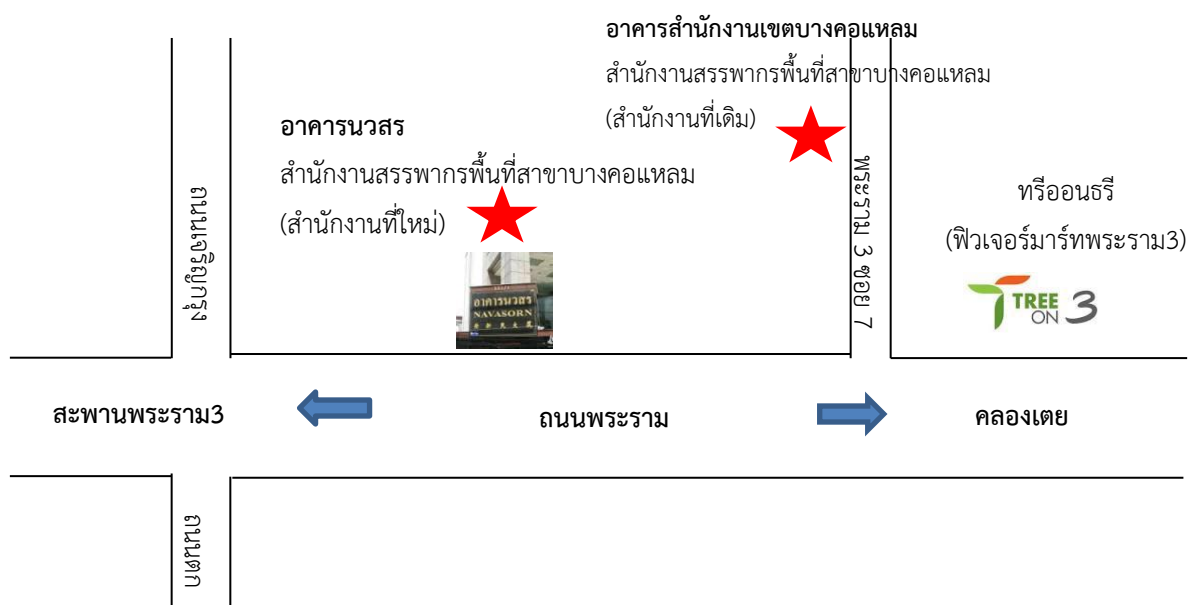 อาคารสำนักงานเขตบางคอแหลม
สำนักงานสรรพากรพื้นที่สาขาบางคอแหลม
(สำนักงานที่เดิม)
อาคารนวสร
สำนักงานสรรพากรพื้นที่สาขาบางคอแหลม
(สำนักงานที่ใหม่)
อาคารนวสร
NAVASORN
ถนนเจริญกรุง
พระราม 3 ซอย 7
ทรีออนธรี
(ฟิวเจอร์มาร์ทพระราม3)
TREE
ON 3
สะพานพระราม3
ถนนพระราม
คลองเตย
ถนนตก